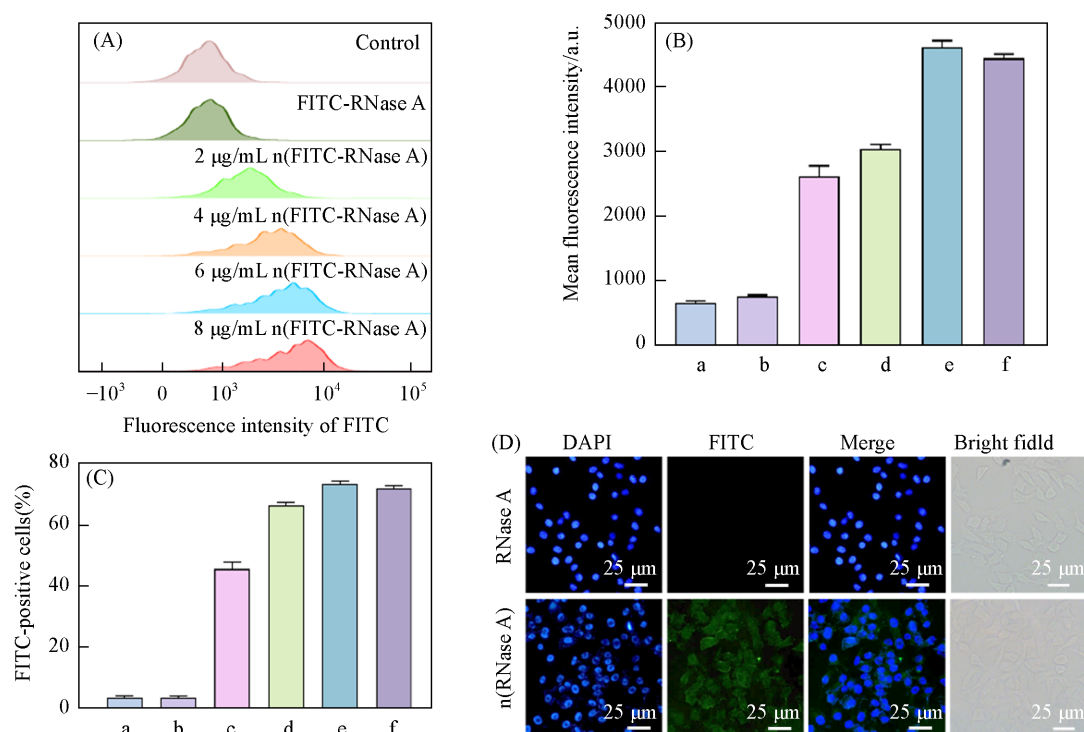 (A)
Control
FITC-RNase A
2 μg/mL n(FITC-RNase A)
4 μg/mL n(FITC-RNase A)
6 μg/mL n(FITC-RNase A)
8 μg/mL n(FITC-RNase A)
−10³ 0 10³ 10⁴ 10⁵
Fluorescence intensity of FITC
(B)
Mean fluorescence intensity/a.u.
5000
4000
3000
2000
1000
0
a b c d e f
(C)
FITC-positive cells(%)
80
60
40
20
0
a b c d e f
(D)
DAPI FITC Merge Bright fidld
RNase A
25 μm 25 μm 25 μm 25 μm
n(RNase A)
25 μm 25 μm 25 μm 25 μm